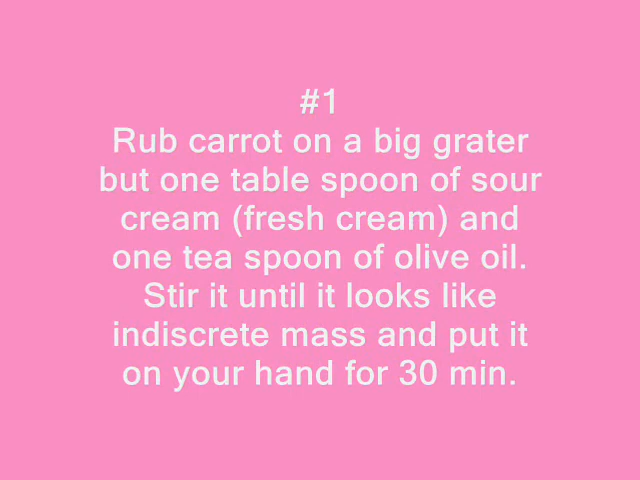 #1
Rub carrot on a big grater
but one table spoon of sour
cream (fresh cream) and
one tea spoon of olive oil.
Stir it until it looks like
indiscrete mass and put it
on your hand for 30 min.